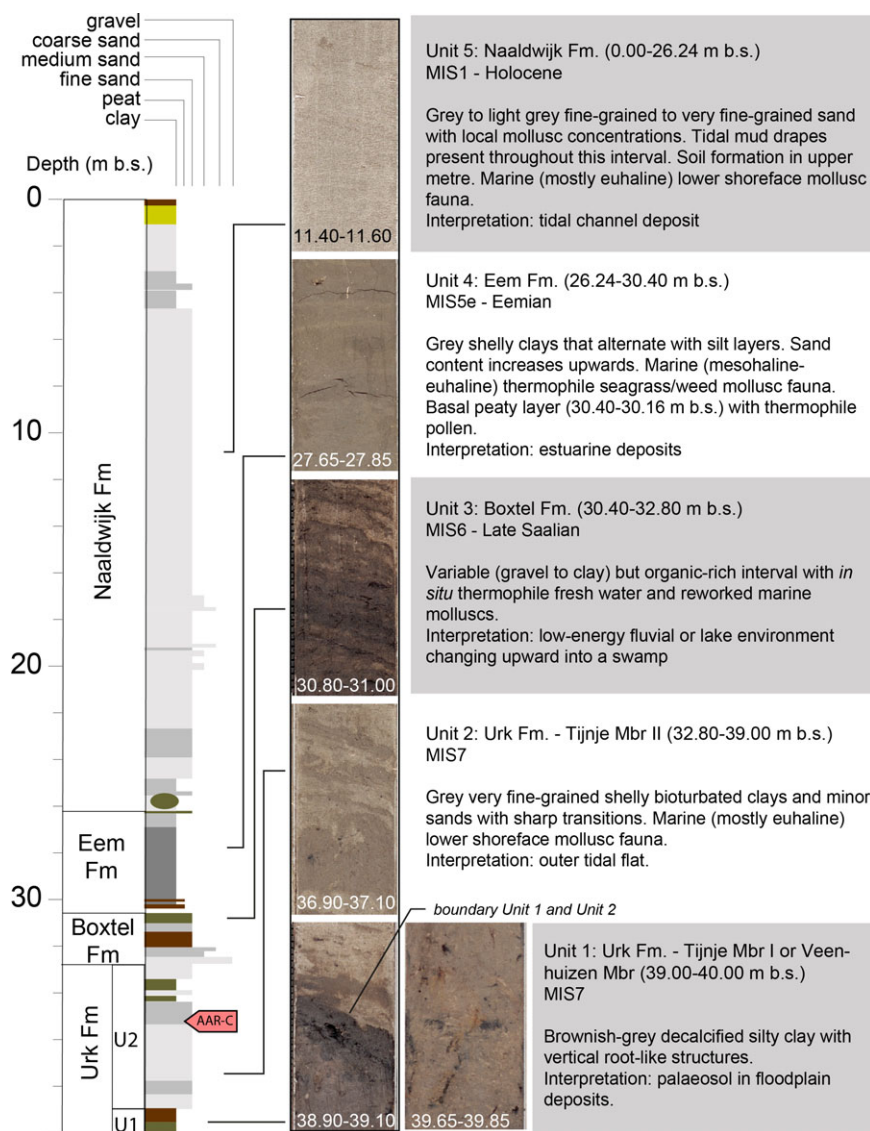 gravel
coarse sand
medium sand
fine sand
peat
clay
Depth (m b.s.)
0
10
20
30
Naaldwijk Fm
Eem
Fm
Boxtel
Fm
Urk Fm
U2
U1
AAR-C
11.40-11.60
27.65-27.85
30.80-31.00
36.90-37.10
boundary Unit 1 and Unit 2
38.90-39.10
39.65-39.85
Unit 5: Naaldwijk Fm. (0.00-26.24 m b.s.)
MIS1 - Holocene
Grey to light grey fine-grained to very fine-grained sand
with local mollusc concentrations. Tidal mud drapes
present throughout this interval. Soil formation in upper
metre. Marine (mostly euhaline) lower shoreface mollusc
fauna.
Interpretation: tidal channel deposit
Unit 4: Eem Fm. (26.24-30.40 m b.s.)
MIS5e - Eemian
Grey shelly clays that alternate with silt layers. Sand
content increases upwards. Marine (mesohaline-
euhaline) thermophile seagrass/weed mollusc fauna.
Basal peaty layer (30.40-30.16 m b.s.) with thermophile
pollen.
Interpretation: estuarine deposits
Unit 3: Boxtel Fm. (30.40-32.80 m b.s.)
MIS6 - Late Saalian
Variable (gravel to clay) but organic-rich interval with in
situ thermophile fresh water and reworked marine
molluscs.
Interpretation: low-energy fluvial or lake environment
changing upward into a swamp
Unit 2: Urk Fm. - Tijnje Mbr II (32.80-39.00 m b.s.)
MIS7
Grey very fine-grained shelly bioturbated clays and minor
sands with sharp transitions. Marine (mostly euhaline)
lower shoreface mollusc fauna.
Interpretation: outer tidal flat.
Unit 1: Urk Fm. - Tijnje Mbr I or Veen-
huizen Mbr (39.00-40.00 m b.s.)
MIS7
Brownish-grey decalcified silty clay with
vertical root-like structures.
Interpretation: palaeosol in floodplain
deposits.